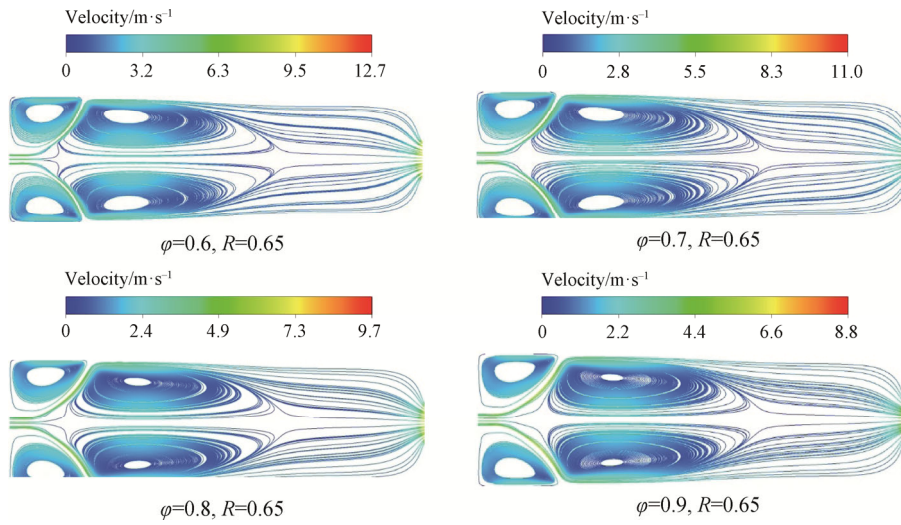 Velocity/m·s⁻¹
0 3.2 6.3 9.5 12.7
φ=0.6, R=0.65
Velocity/m·s⁻¹
0 2.8 5.5 8.3 11.0
φ=0.7, R=0.65
Velocity/m·s⁻¹
0 2.4 4.9 7.3 9.7
φ=0.8, R=0.65
Velocity/m·s⁻¹
0 2.2 4.4 6.6 8.8
φ=0.9, R=0.65